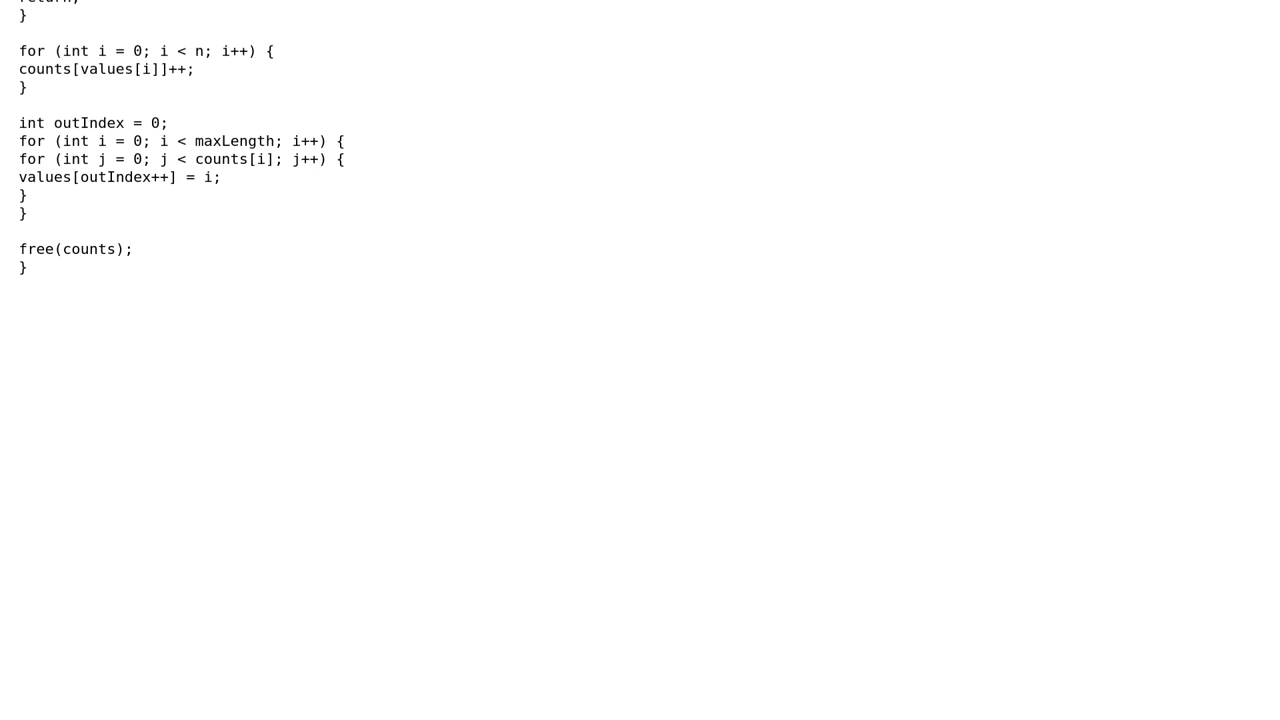 return;
}

for (int i = 0; i < n; i++) {
counts[values[i]]++;
}

int outIndex = 0;
for (int i = 0; i < maxLength; i++) {
for (int j = 0; j < counts[i]; j++) {
values[outIndex++] = i;
}
}

free(counts);
}